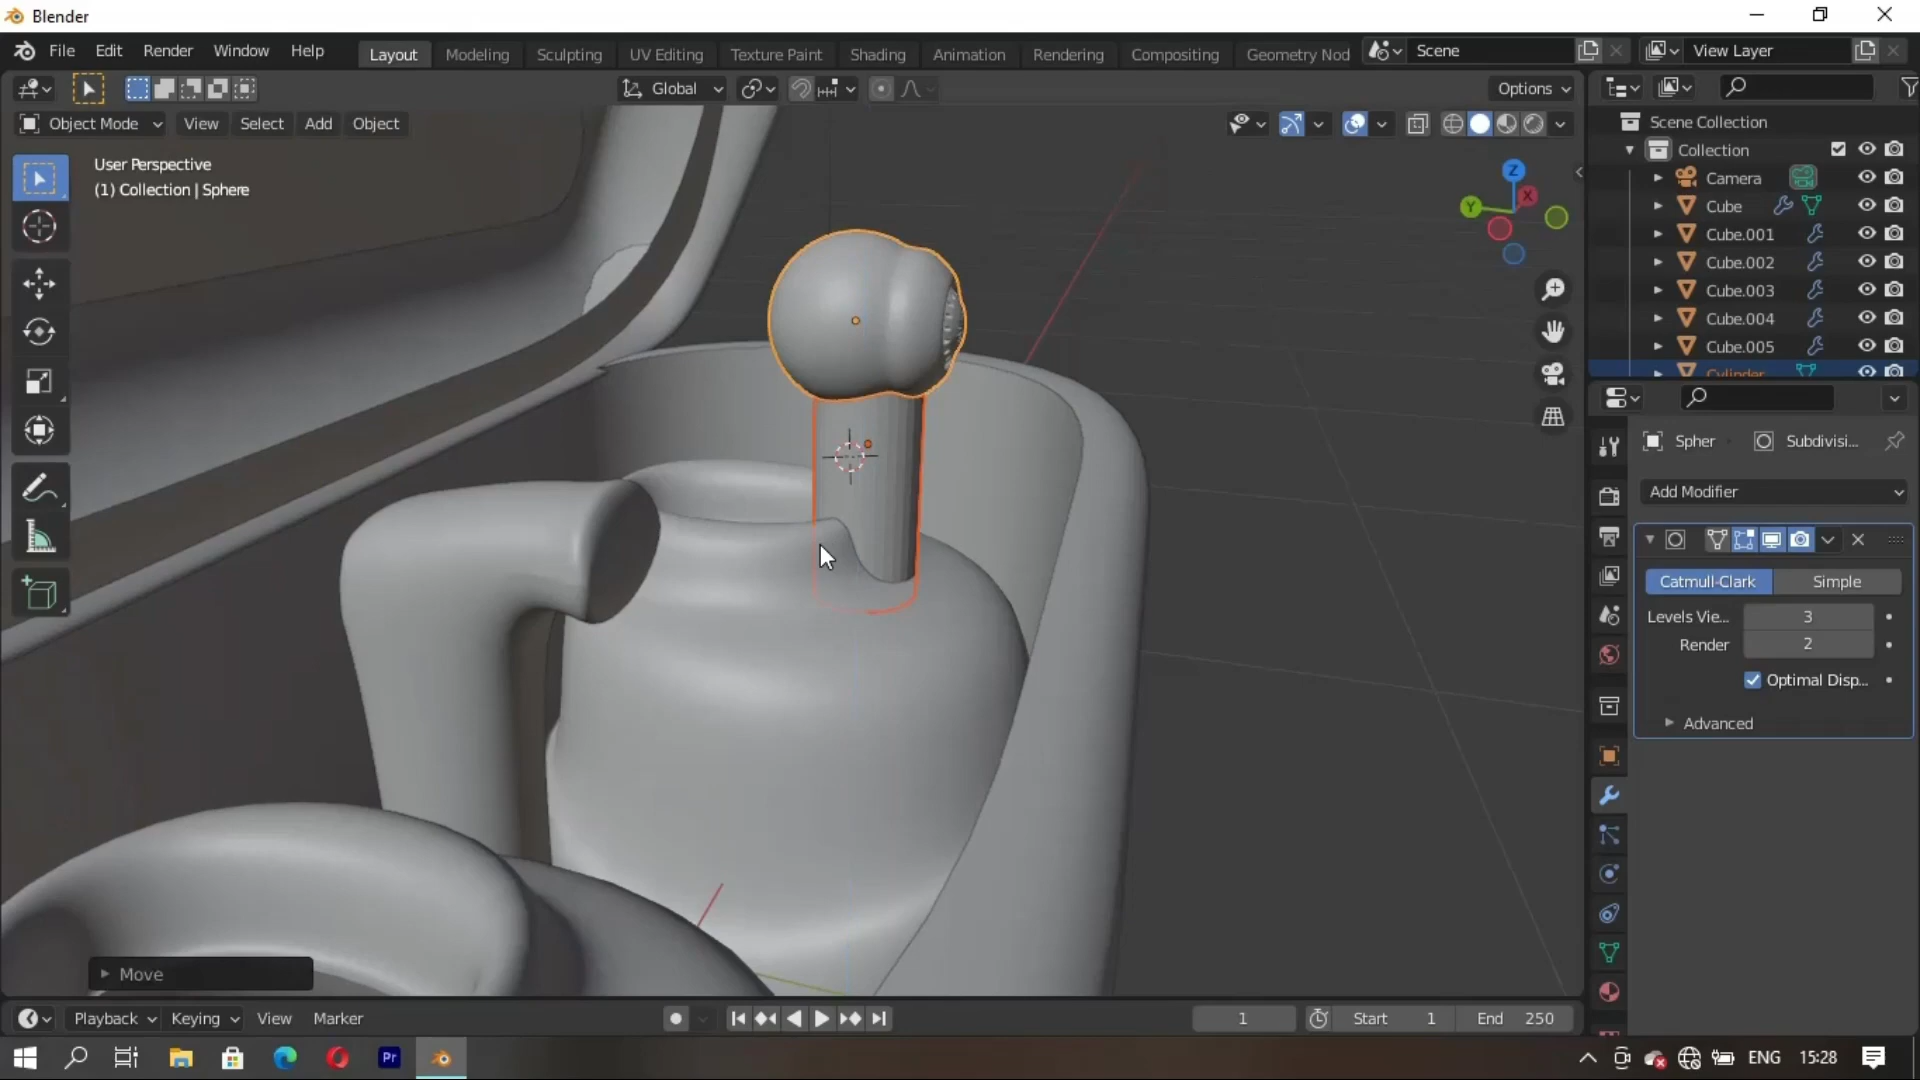 Blender
File Edit Render Window Help Layout Modeling Sculpting UV Editing Texture Paint Shading Animation Rendering Compositing Geometry Nod Scene View Layer
Global Options
Object Mode View Select Add Object
User Perspective
(1) Collection | Sphere
Z
X
Y
Move
Scene Collection
Collection
Camera
Cube
Cube.001
Cube.002
Cube.003
Cube.004
Cube.005
Cylinder
Spher Subdivisi...
Add Modifier
Catmull-Clark Simple
Levels Vie... 3
Render 2
Optimal Disp...
Advanced
Playback Keying View Marker 1 Start 1 End 250
Pr ENG 15:28